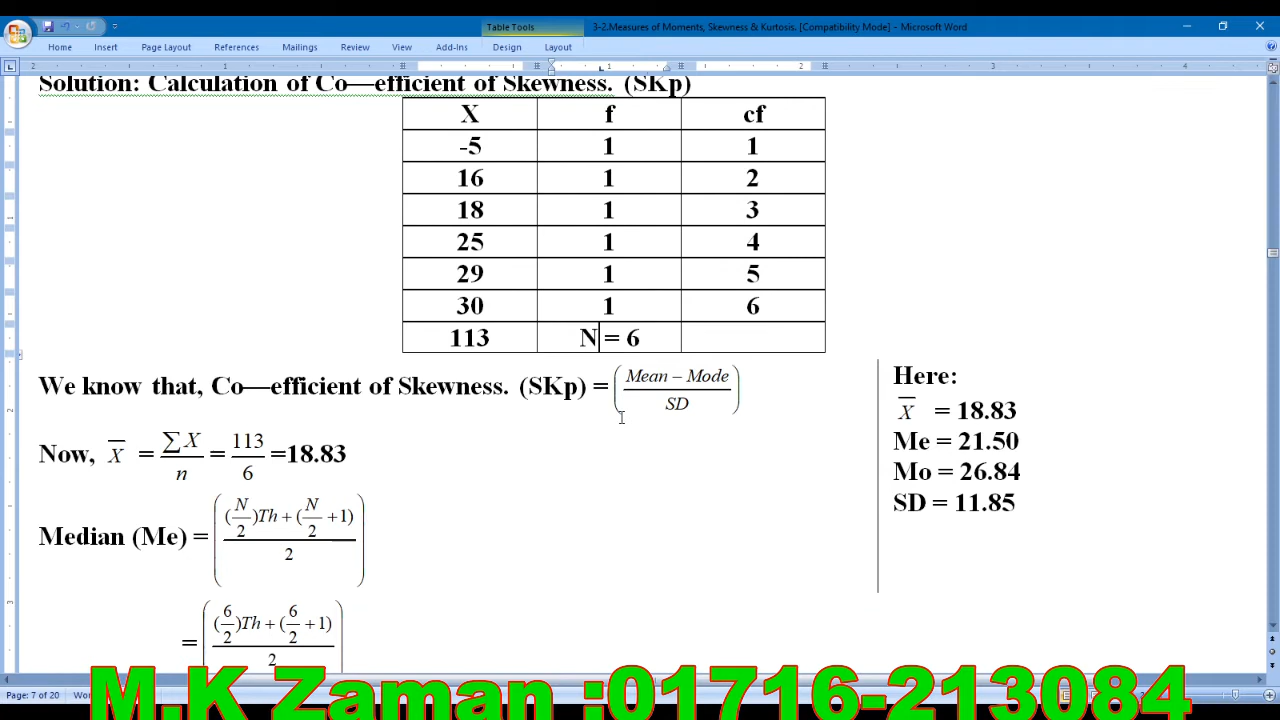 Table Tools
3-2.Measures of Moments, Skewness & Kurtosis. [Compatibility Mode] - Microsoft Word
Home Insert Page Layout References Mailings Review View Add-Ins Design Layout
Solution: Calculation of Co—efficient of Skewness. (SKp)
X f cf
-5 1 1
16 1 2
18 1 3
25 1 4
29 1 5
30 1 6
113 N = 6
We know that, Co—efficient of Skewness. (SKp) = (Mean − Mode / SD)
Now, X̅ = ∑X / n = 113 / 6 =18.83
Median (Me) = ((N/2)Th + (N/2 + 1) / 2)
= ((6/2)Th + (6/2 + 1) / 2
Here:
X̅ = 18.83
Me = 21.50
Mo = 26.84
SD = 11.85
Page: 7 of 20
M.K Zaman :01716-213084